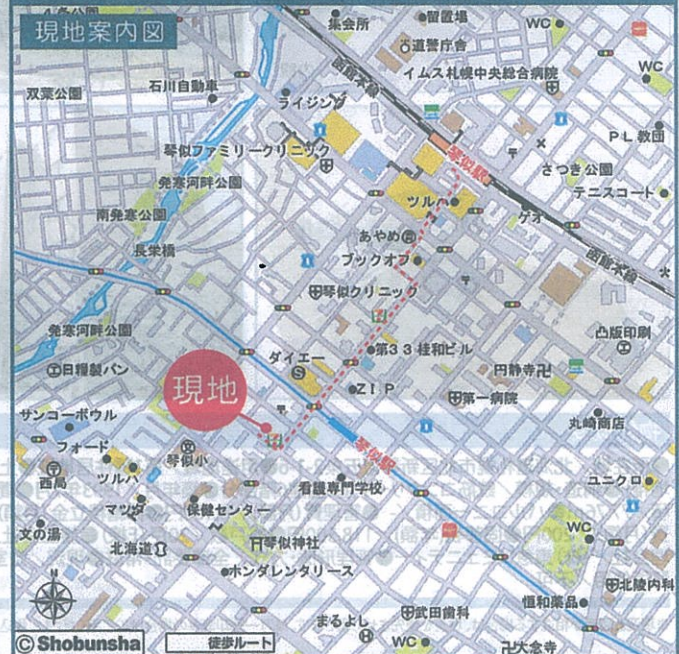 現地案内図
集会所
留置場
WC
道警庁舎
函館本線
イムス札幌中央総合病院
WC
双葉公園
石川自動車
ライジング
PL教団
琴似ファミリークリニック
琴似駅
さつき公園
発寒河畔公園
テニスコート
ツルハ
南発寒公園
ゲオ
あやめ
長栄橋
ブックオフ
函館本線
琴似クリニック
発寒河畔公園
凸版印刷
ダイエー
第33桂和ビル
日糧製パン
円静寺卍
現地
ZIP
第一病院
サンコーボウル
丸崎商店
フォード
琴似小
琴似駅
西局
ツルハ
看護専門学校
ユニクロ
マツダ
保健センター
文の湯
WC
北海道
琴似神社
ホンダレンタリース
北陵内科
N
恒和薬品
武田歯科
まるよし
© Shobunsha
徒歩ルート
WC
卍大念寺